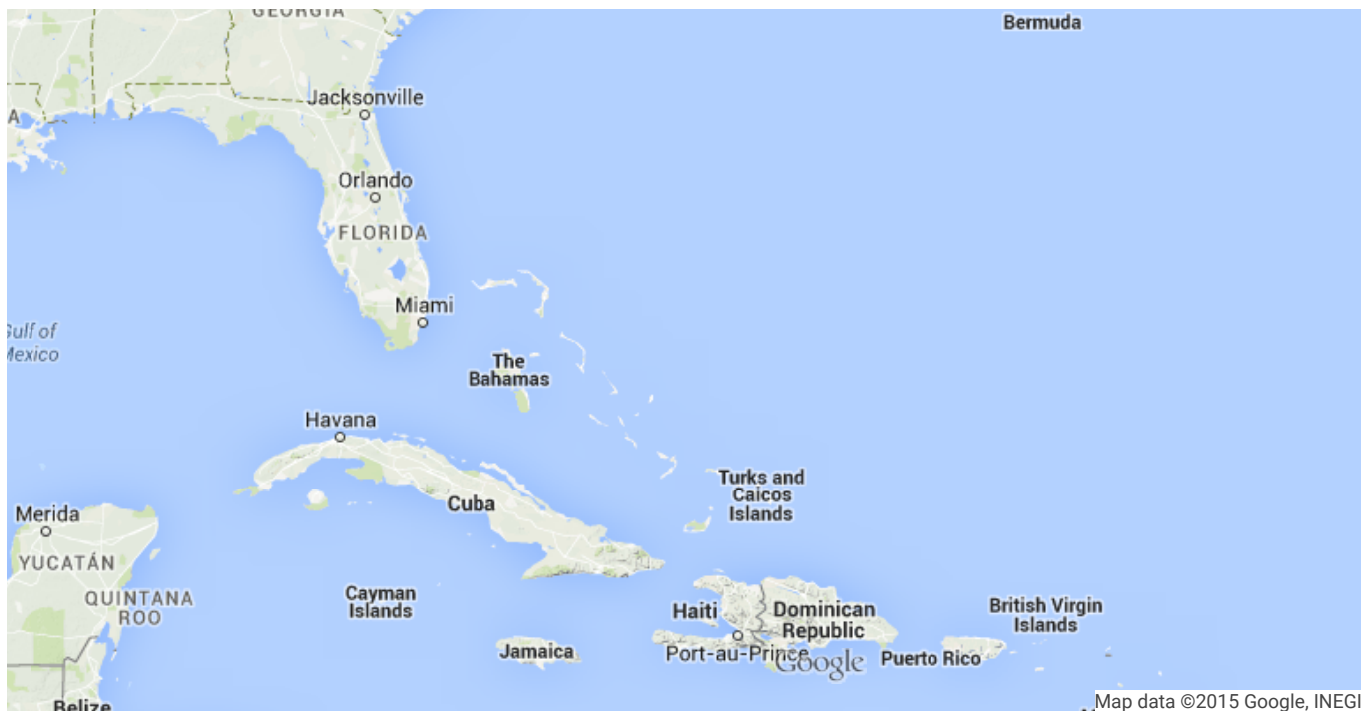 GEORGIA
Bermuda
Jacksonville
A
Orlando
FLORIDA
Miami
Gulf of
Mexico
The
Bahamas
Havana
Turks and
Caicos
Islands
Cuba
Merida
YUCATÁN
QUINTANA
ROO
Cayman
Islands
Haiti
Dominican
Republic
British Virgin
Islands
Jamaica
Port-au-Prince
Google
Puerto Rico
Belize
Map data ©2015 Google, INEGI